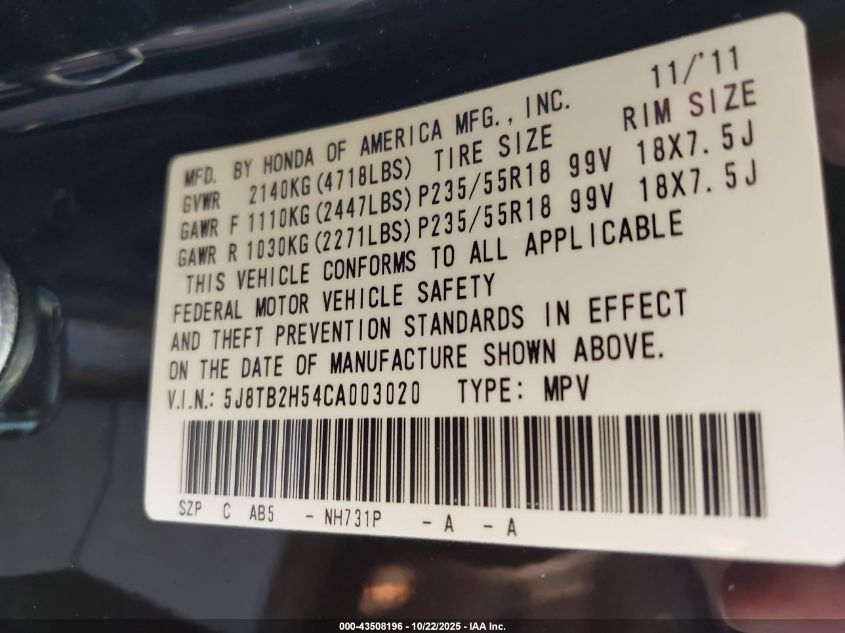 11/'11
MFD. BY HONDA OF AMERICA MFG., INC.
GVWR 2140KG (4718LBS) TIRE SIZE RIM SIZE
GAWR F 1110KG (2447LBS) P235/55R18 99V 18X7.5J
GAWR R 1030KG (2271LBS) P235/55R18 99V 18X7.5J
THIS VEHICLE CONFORMS TO ALL APPLICABLE
FEDERAL MOTOR VEHICLE SAFETY
AND THEFT PREVENTION STANDARDS IN EFFECT
ON THE DATE OF MANUFACTURE SHOWN ABOVE.
V.I.N.: 5J8TB2H54CA003020 TYPE: MPV
SZP C AB5 - NH731P - A - A
000-43508196 - 10/22/2025 - IAA Inc.